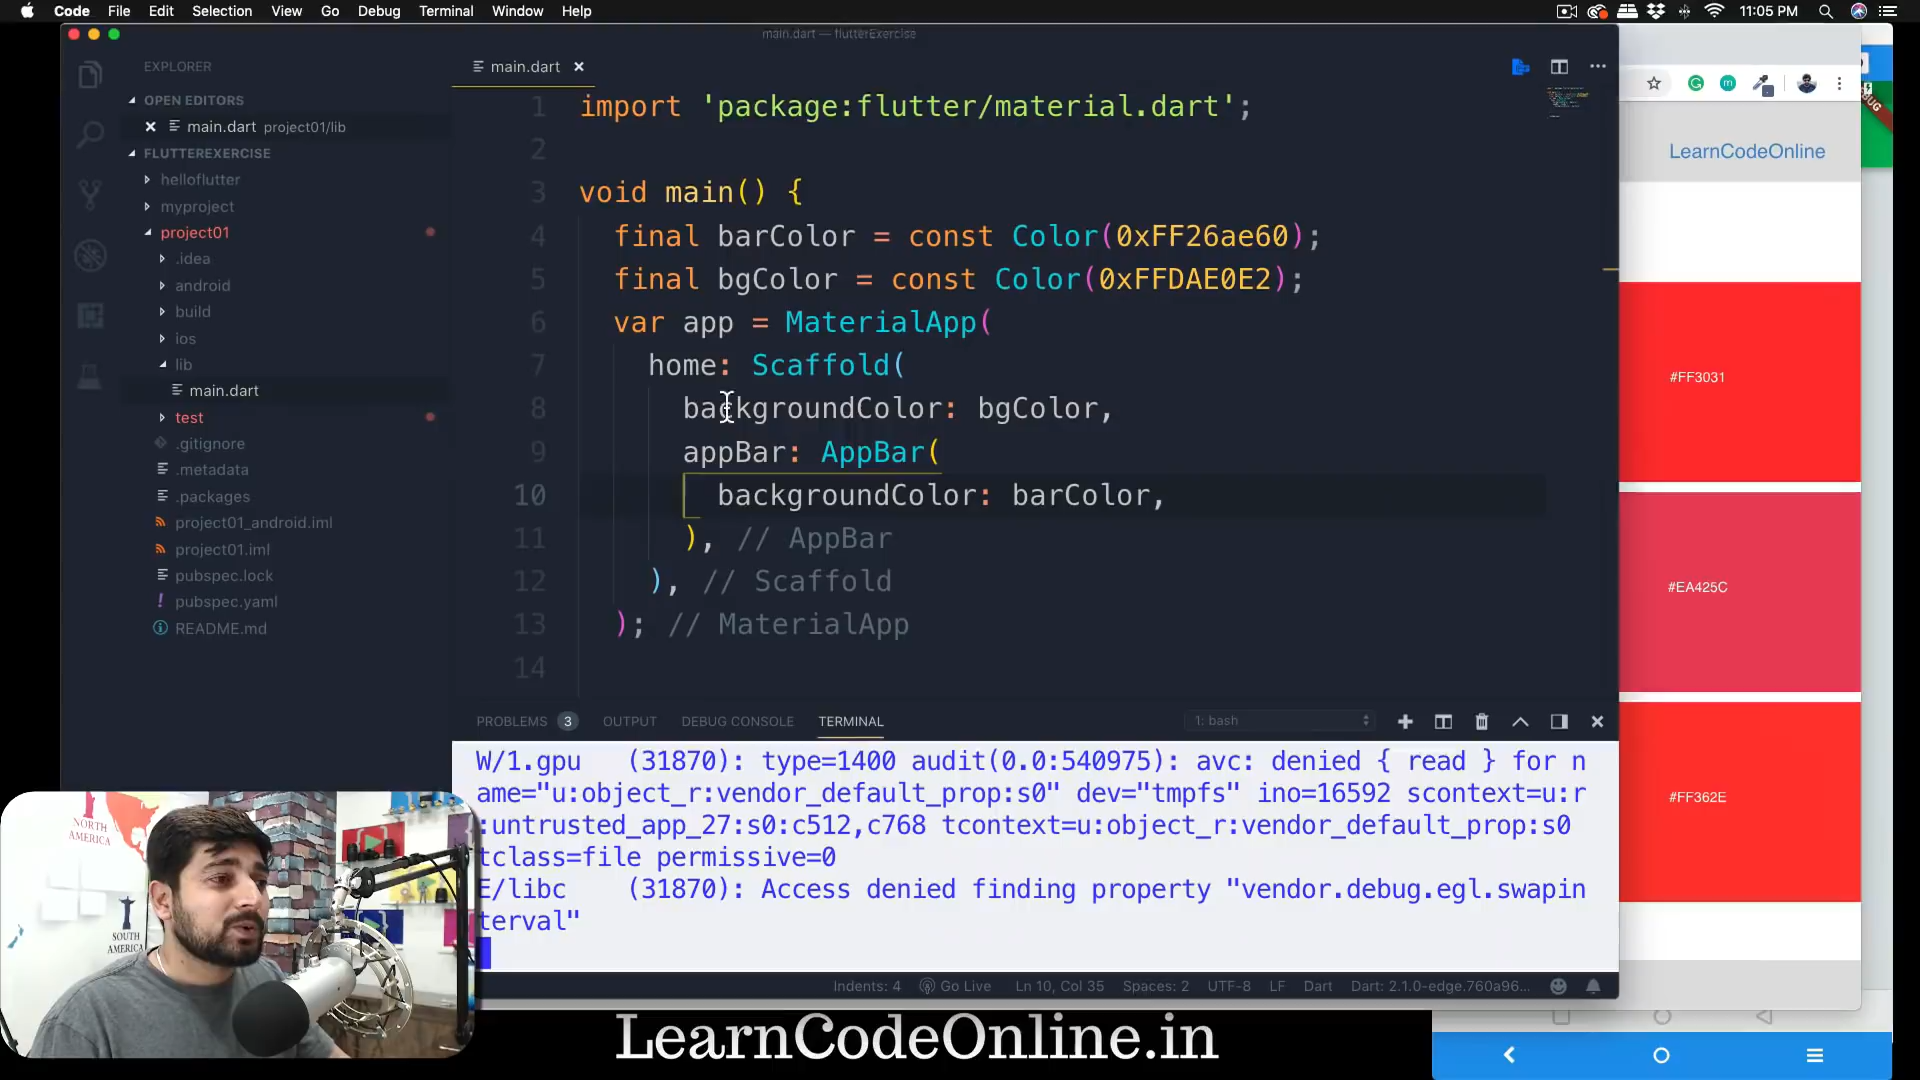 Code File Edit Selection View Go Debug Terminal Window Help 11:05 PM
main.dart — flutterExercise
EXPLORER
OPEN EDITORS
main.dart project01/lib
FLUTTEREXERCISE
helloflutter
myproject
project01
.idea
android
build
ios
lib
main.dart
test
.gitignore
.metadata
.packages
project01_android.iml
project01.iml
pubspec.lock
pubspec.yaml
README.md
main.dart
1 import 'package:flutter/material.dart';
2
3 void main() {
4 final barColor = const Color(0xFF26ae60);
5 final bgColor = const Color(0xFFDAE0E2);
6 var app = MaterialApp(
7 home: Scaffold(
8 backgroundColor: bgColor,
9 appBar: AppBar(
10 backgroundColor: barColor,
11 ), // AppBar
12 ), // Scaffold
13 ); // MaterialApp
14
PROBLEMS 3 OUTPUT DEBUG CONSOLE TERMINAL 1: bash
W/1.gpu (31870): type=1400 audit(0.0:540975): avc: denied { read } for n
ame="u:object_r:vendor_default_prop:s0" dev="tmpfs" ino=16592 scontext=u:r
:untrusted_app_27:s0:c512,c768 tcontext=u:object_r:vendor_default_prop:s0
tclass=file permissive=0
E/libc (31870): Access denied finding property "vendor.debug.egl.swapin
terval"
Indents: 4 Go Live Ln 10, Col 35 Spaces: 2 UTF-8 LF Dart Dart: 2.1.0-edge.760a96...
LearnCodeOnline
#FF3031
#EA425C
#FF362E
NORTH
AMERICA
SOUTH
AMERICA
LearnCodeOnline.in